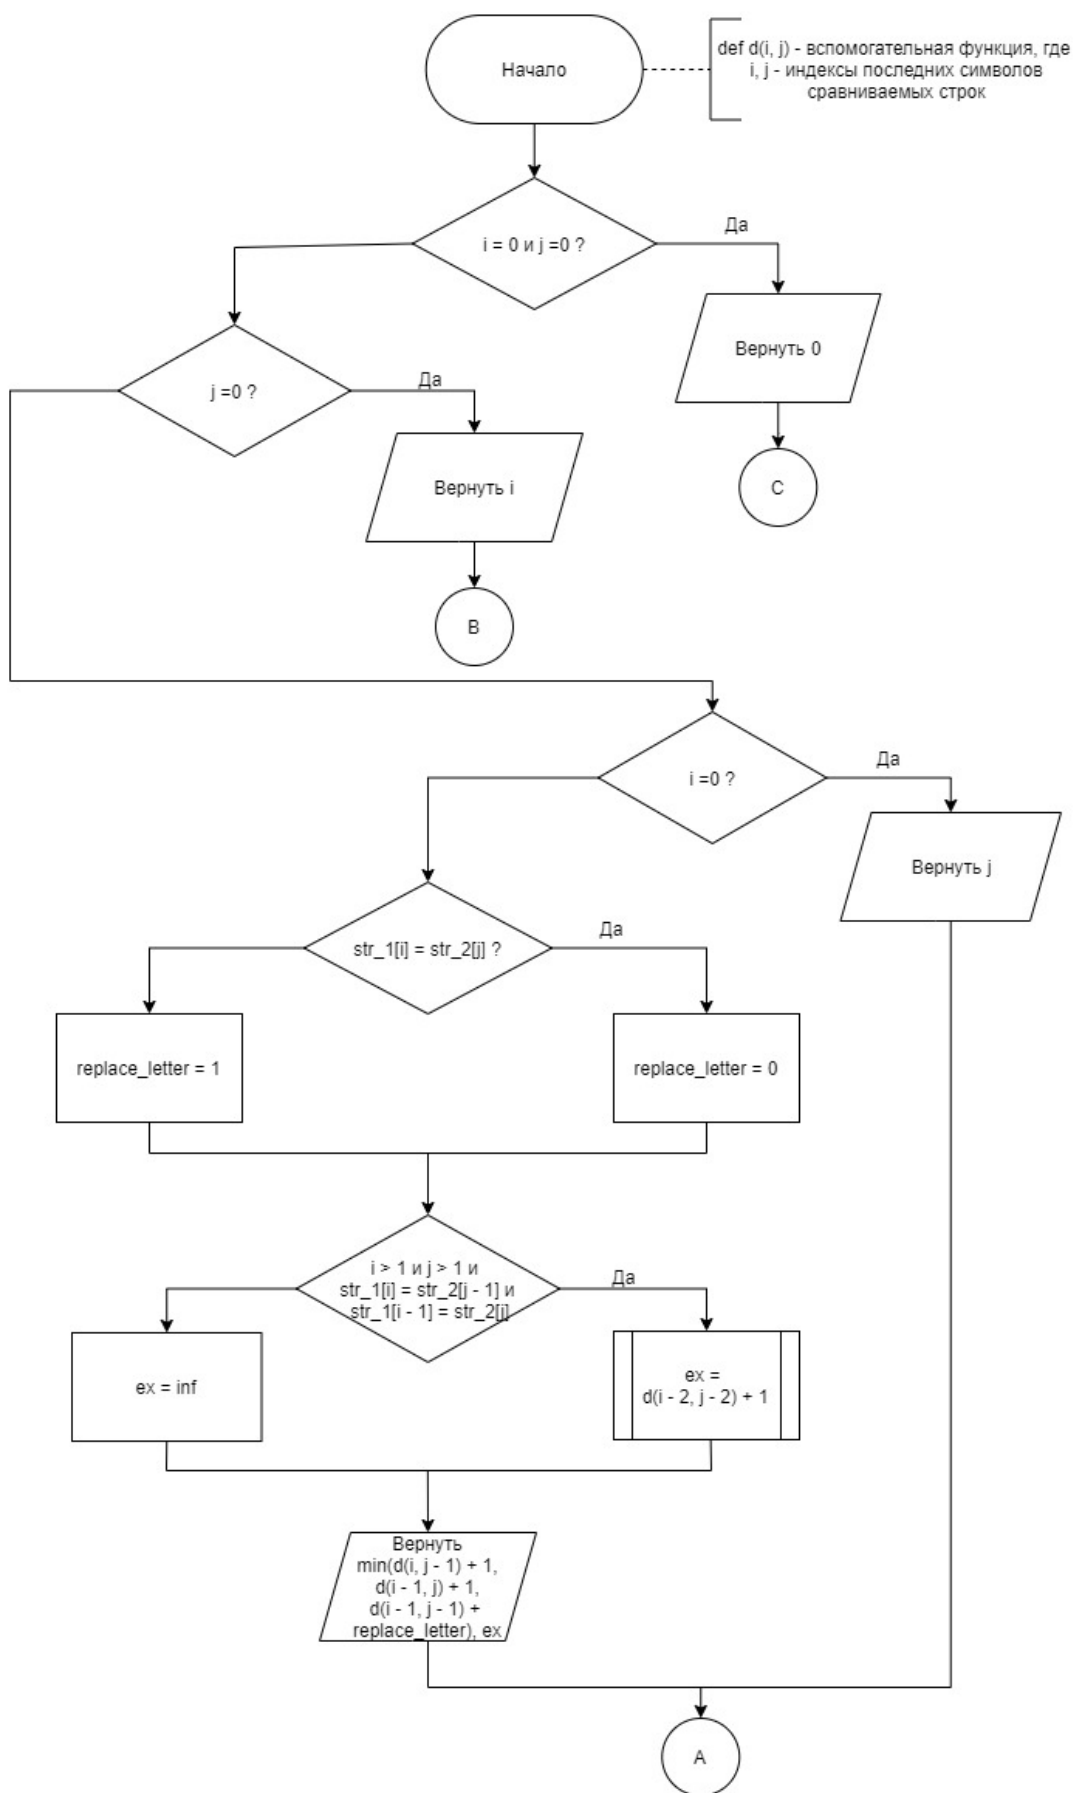 Начало
def d(i, j) - вспомогательная функция, где
i, j - индексы последних символов
сравниваемых строк
i = 0 и j =0 ?
Да
Вернуть 0
C
j =0 ?
Да
Вернуть i
B
i =0 ?
Да
Вернуть j
str_1[i] = str_2[j] ?
Да
replace_letter = 1
replace_letter = 0
i > 1 и j > 1 и
str_1[i] = str_2[j - 1] и
str_1[i - 1] = str_2[j]
Да
ex = inf
ex =
d(i - 2, j - 2) + 1
Вернуть
min(d(i, j - 1) + 1,
d(i - 1, j) + 1,
d(i - 1, j - 1) +
replace_letter), ex
A